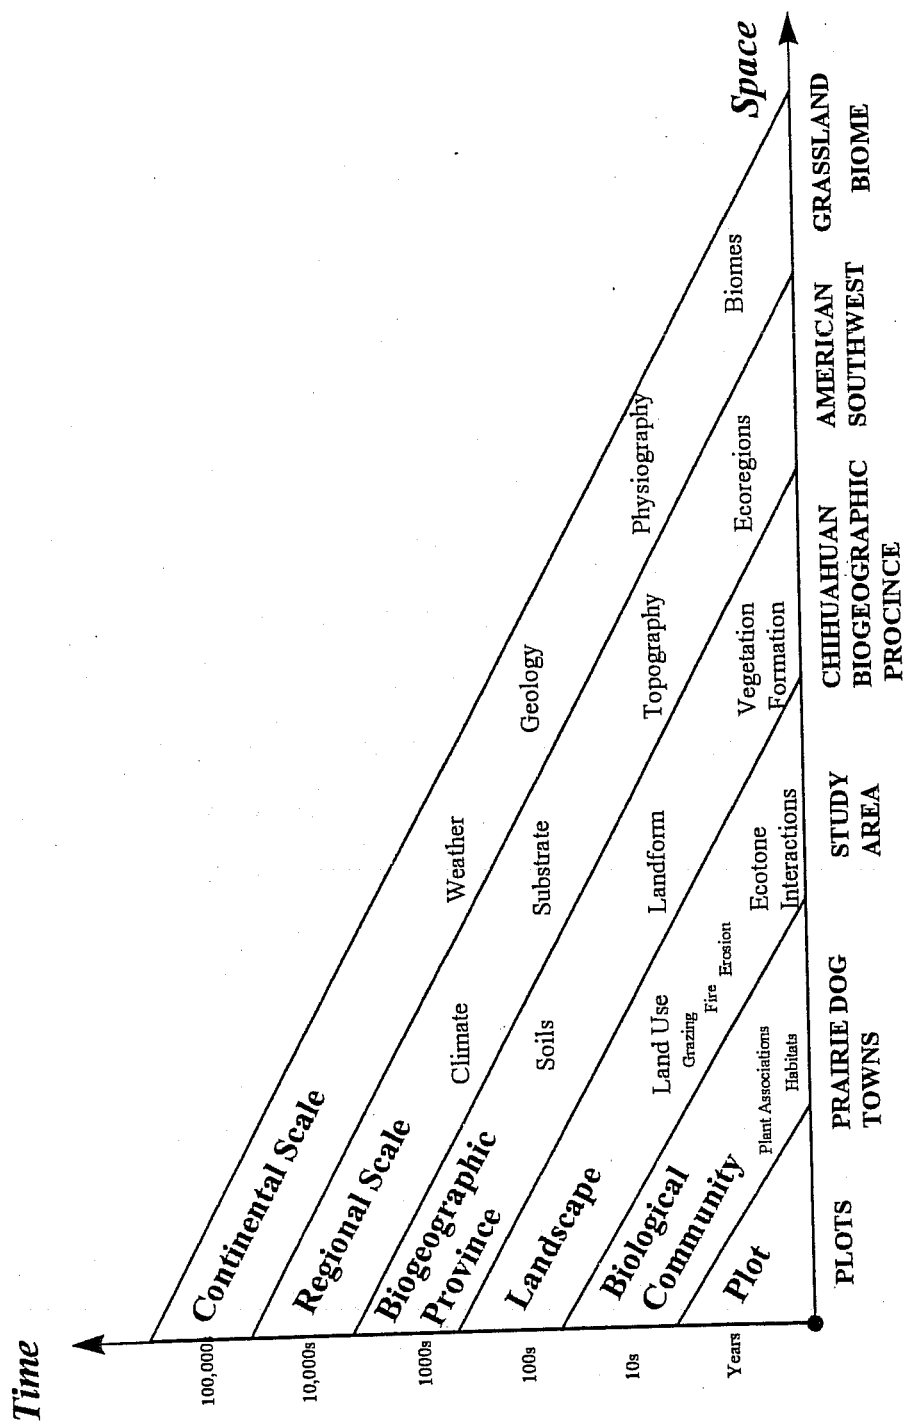 Time
100,000
10,000s
1000s
100s
10s
Years
Continental Scale
Regional Scale
Biogeographic
Province
Landscape
Biological
Community
Plot
Climate
Weather
Geology
Physiography
Biomes
Soils
Substrate
Topography
Ecoregions
Land Use
Grazing
Fire
Erosion
Landform
Vegetation
Formation
Plant Associations
Habitats
Ecotone
Interactions
Space
PLOTS
PRAIRIE DOG
TOWNS
STUDY
AREA
CHIHUAHUAN
BIOGEOGRAPHIC
PROCINCE
AMERICAN
SOUTHWEST
GRASSLAND
BIOME